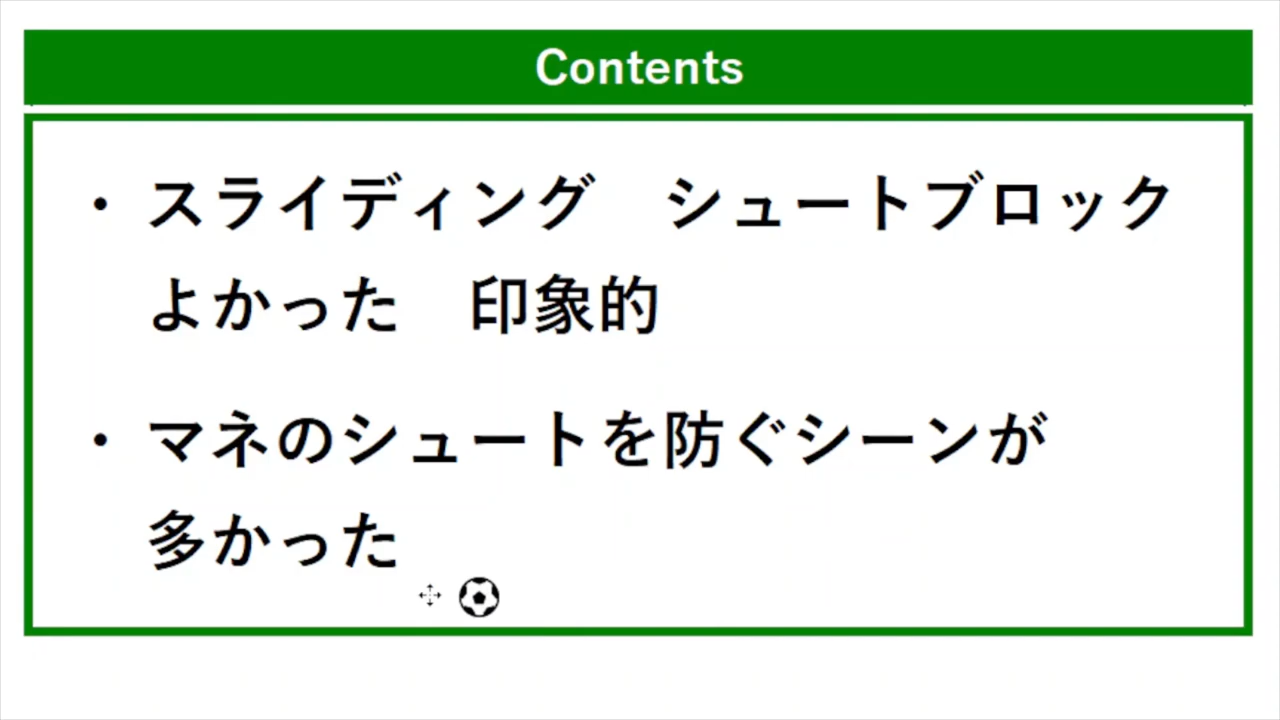 Contents
・スライディング　シュートブロック
よかった　印象的
・マネのシュートを防ぐシーンが
多かった